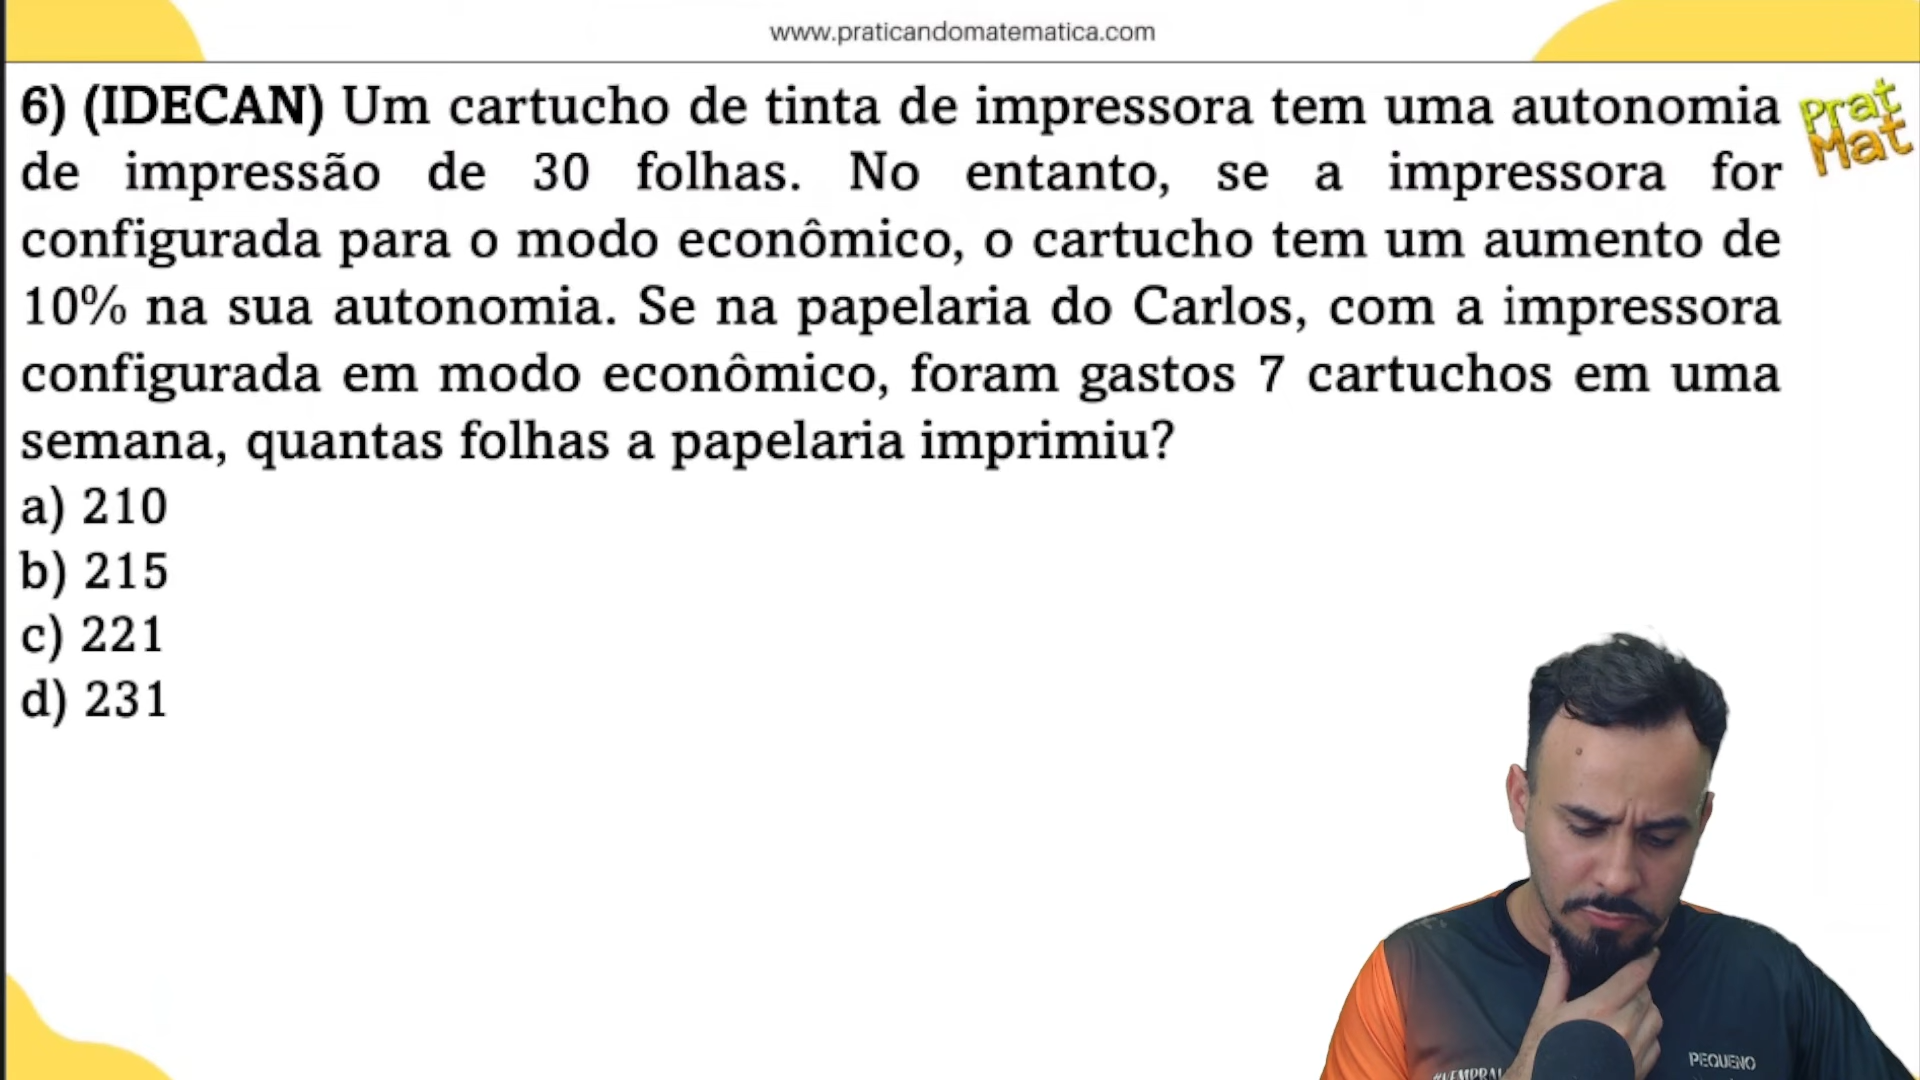 www.praticandomatematica.com
6) (IDECAN) Um cartucho de tinta de impressora tem uma autonomia
de impressão de 30 folhas. No entanto, se a impressora for
configurada para o modo econômico, o cartucho tem um aumento de
10% na sua autonomia. Se na papelaria do Carlos, com a impressora
configurada em modo econômico, foram gastos 7 cartuchos em uma
semana, quantas folhas a papelaria imprimiu?
a) 210
b) 215
c) 221
d) 231
Prat
Mat
PEQUENO